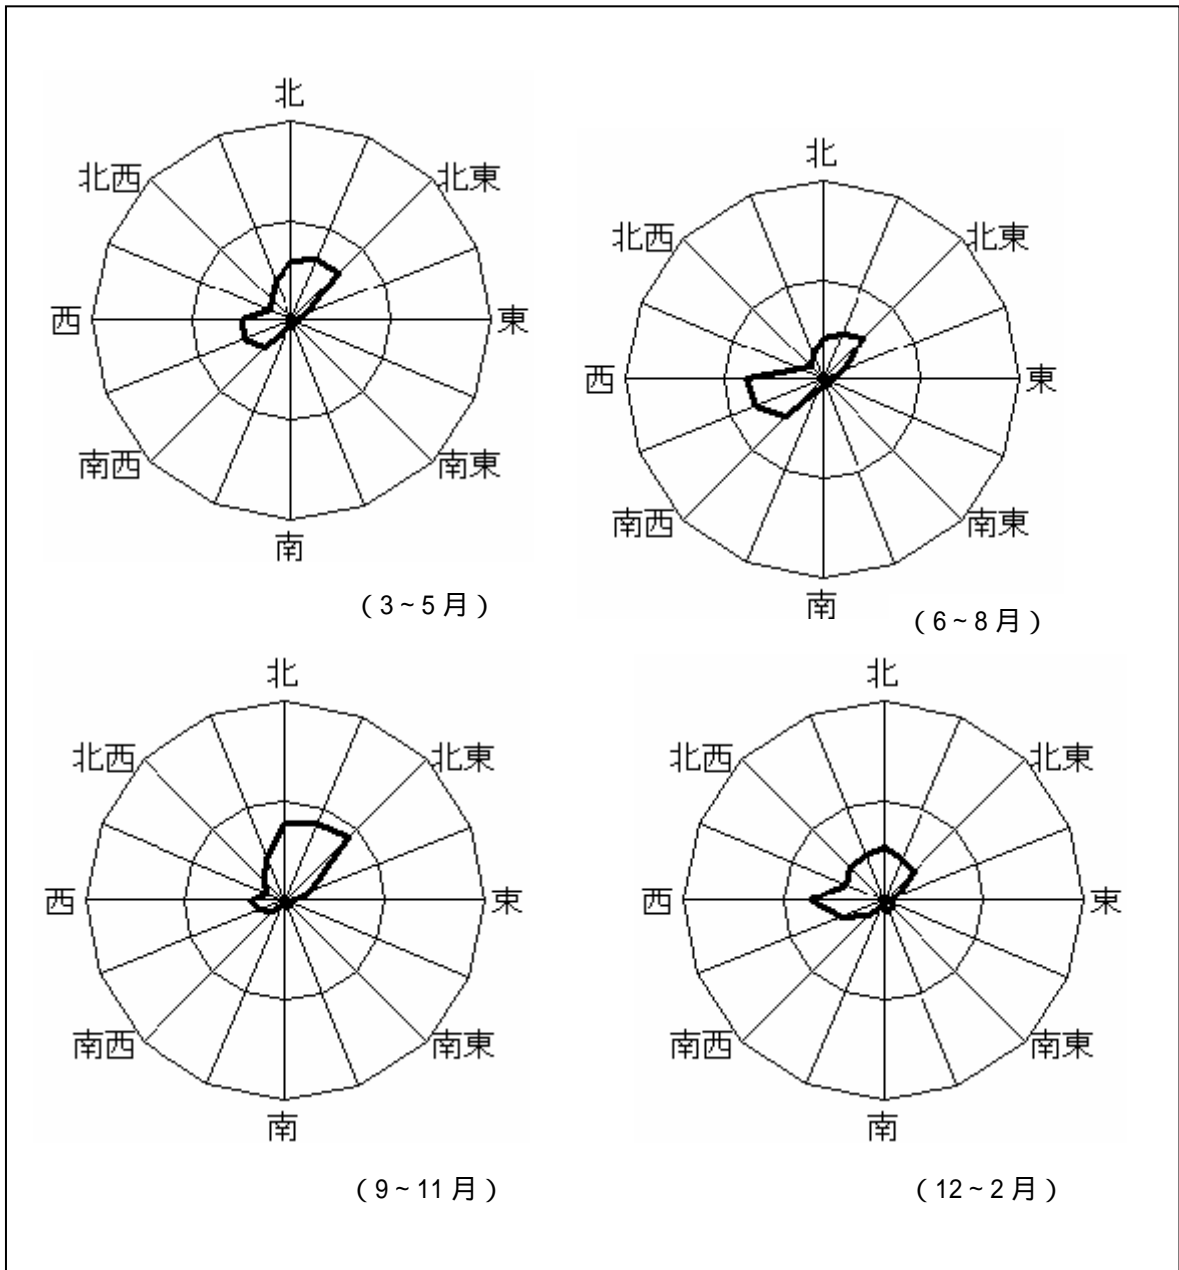 北
北西 北東
西 東
南西 南東
南
（3～5月）
北
北西 北東
西 東
南西 南東
南
（6～8月）
北
北西 北東
西 東
南西 南東
南
（9～11月）
北
北西 北東
西 東
南西 南東
南
（12～2月）